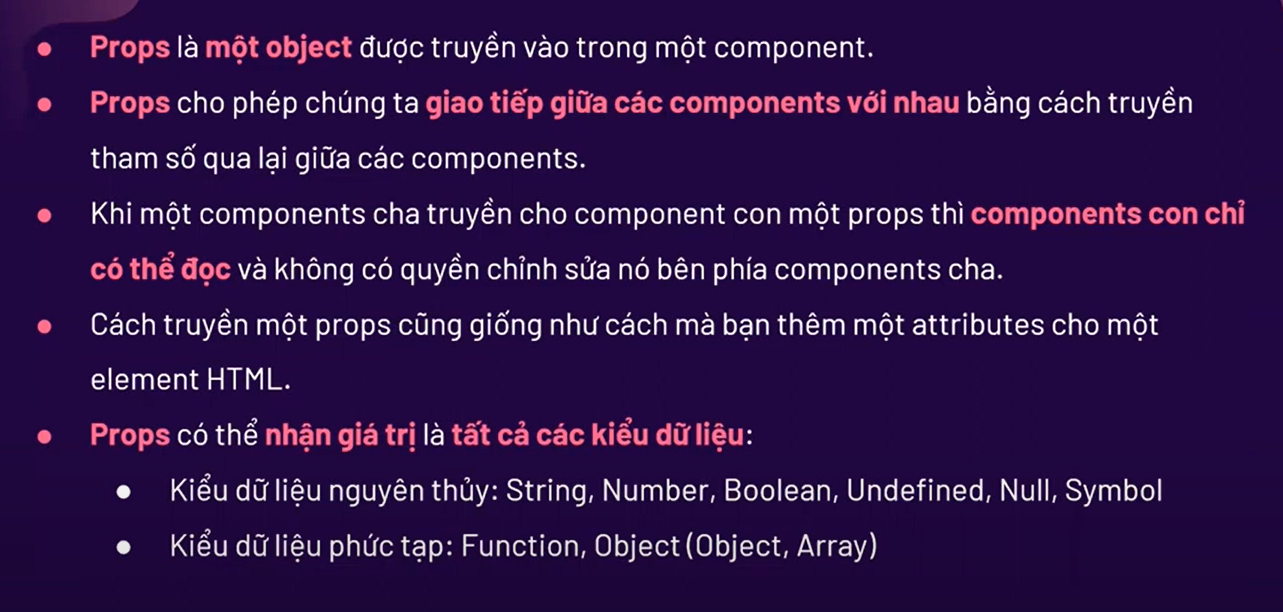 ● Props là một object được truyền vào trong một component.
● Props cho phép chúng ta giao tiếp giữa các components với nhau bằng cách truyền
tham số qua lại giữa các components.
● Khi một components cha truyền cho component con một props thì components con chỉ
có thể đọc và không có quyền chỉnh sửa nó bên phía components cha.
● Cách truyền một props cũng giống như cách mà bạn thêm một attributes cho một
element HTML.
● Props có thể nhận giá trị là tất cả các kiểu dữ liệu:
● Kiểu dữ liệu nguyên thủy: String, Number, Boolean, Undefined, Null, Symbol
● Kiểu dữ liệu phức tạp: Function, Object (Object, Array)